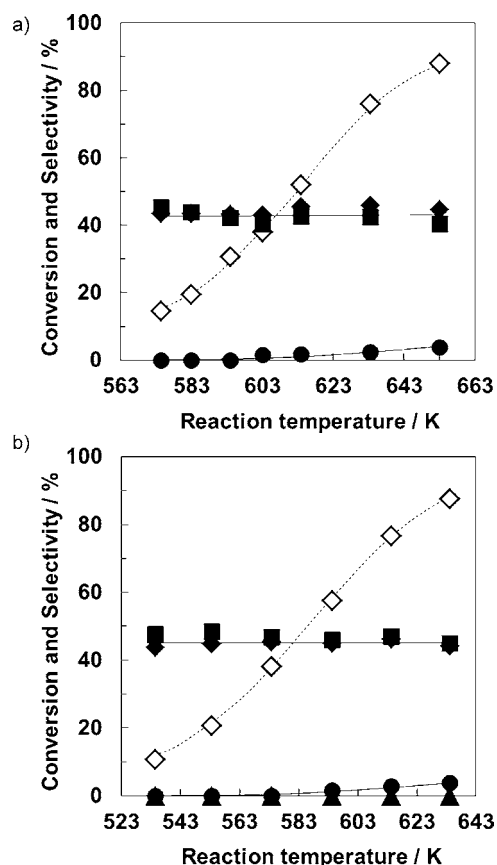 a)
100
80
60
40
20
0
Conversion and Selectivity / %
563 583 603 623 643 663
Reaction temperature / K
b)
100
80
60
40
20
0
Conversion and Selectivity / %
523 543 563 583 603 623 643
Reaction temperature / K